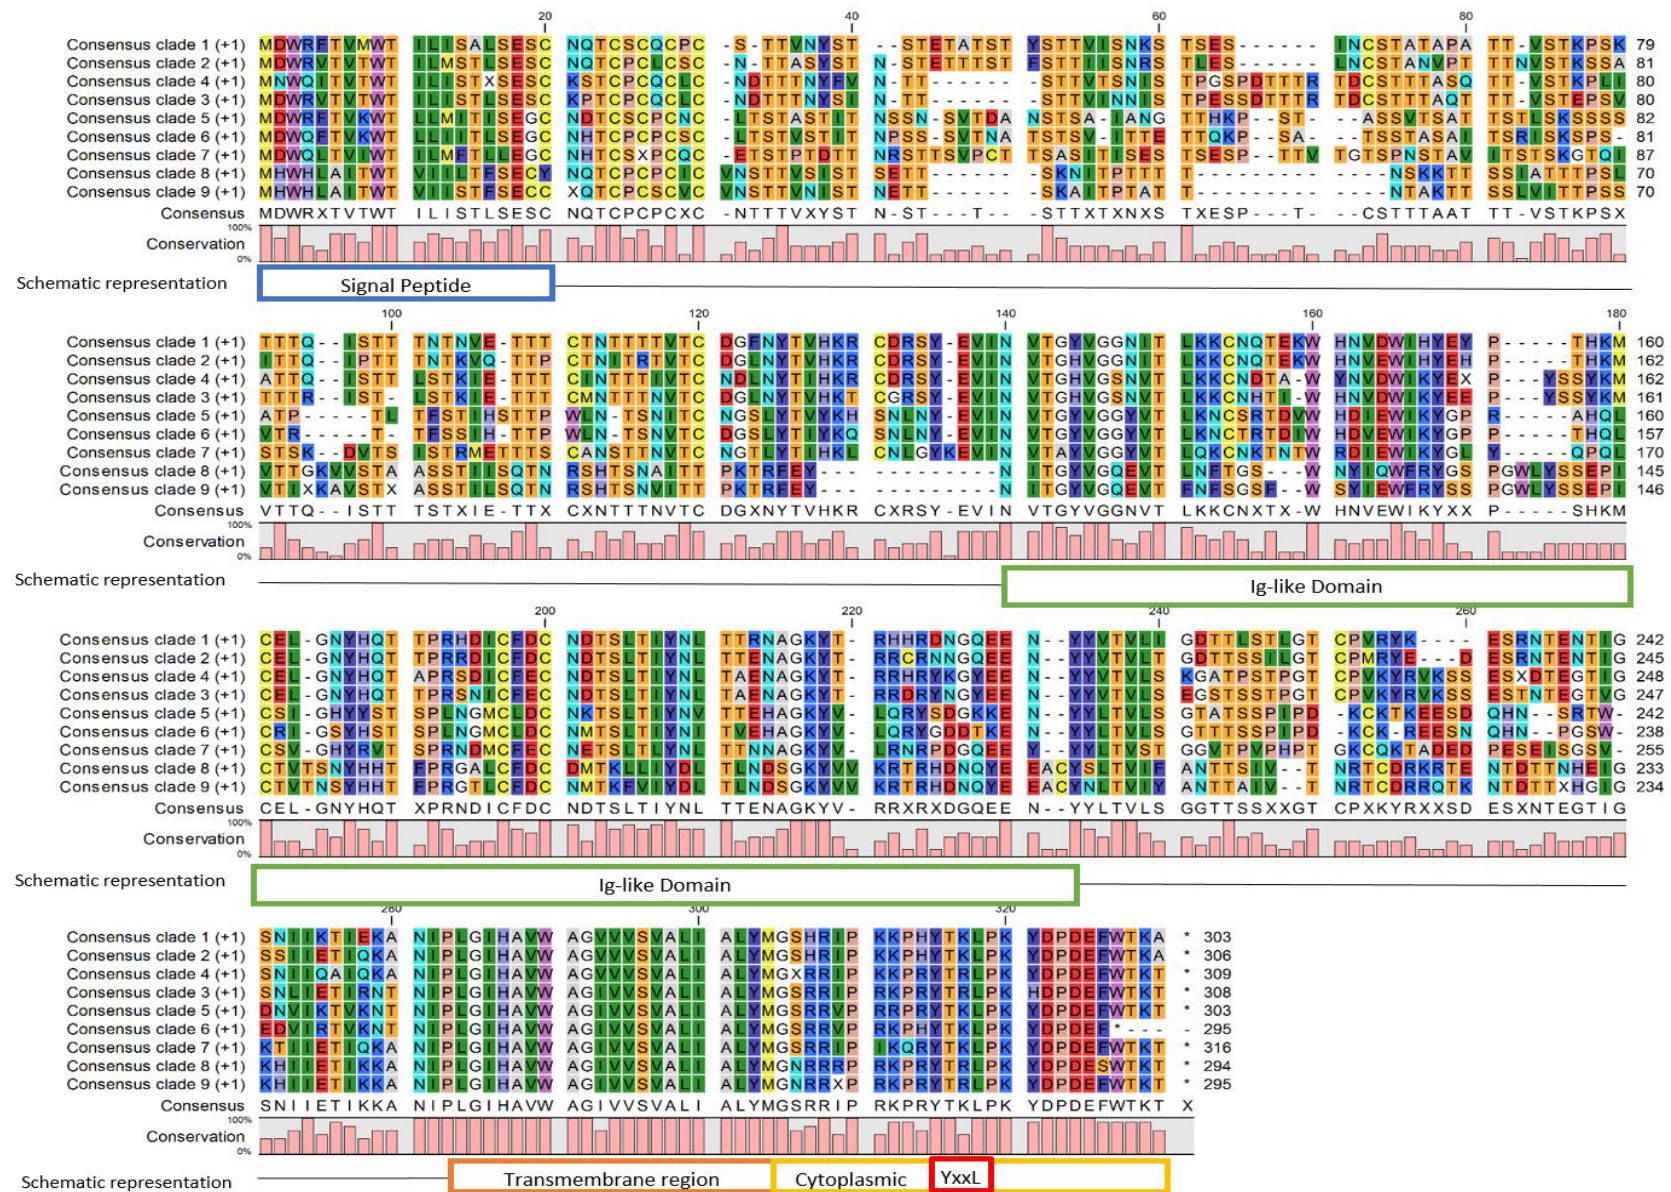 20 40 60 80
Consensus clade 1 (+1) MDWRFTVMWT ILISALSESC NQTCSCQCPC -S-TTVNYST --STETATST YSTTVISNKS TSES------ INCSTATAPA TT-VSTKPSK 79
Consensus clade 2 (+1) MDWRVTVTWT ILMSTLSESC NQTCPCLCSC -N-TTASYST N-STETTTST FSTTIISNRS TLES------ LNCSTANVPT TTNVSTKSSA 81
Consensus clade 4 (+1) MNWQITVTWT ILISTXSESC KSTCPCQCLC -NDTTTNYFV N-TT------ -STTVTSNIS TPGSPDTTTR TDCSTTTASQ TT-VSTKPLI 80
Consensus clade 3 (+1) MDWRVTVTWT ILISTLSESC KPTCPCQCLC -NDTTTNYSI N-TT------ -STTVINNIS TPESSDTTTR TDCSTTTAQT TT-VSTEPSV 80
Consensus clade 5 (+1) MDWRFTVKWT LLMITLSEGC NDTCSCPCNC -LTSTASTIT NSSN-SVTDA NSTSA-IANG TTHKP--ST- --ASSVTSAT TSTLSKSSSS 82
Consensus clade 6 (+1) MDWQFTVKWT LLIITLSESC NHTCPCPCSC -LTSTVSTIT NPSS-SVTNA TSTSV-ITTE TTQKP--SA- --TSSTASAI TSRISKSPS- 81
Consensus clade 7 (+1) MDWQLTVIWT ILMFTLLEGC NHTCSXPCQC -ETSTPTDTT NRSTTSVPCT TSASITISES TSESP--TTV TGTSPNSTAV ITSTSKGTQI 87
Consensus clade 8 (+1) MHWHLAITWT VIILTFSECY NQTCPCPCSC VNSTTVSIST SETT------ -SKNITPTTT T--------- ----NSKKTT SSIATTTPSL 70
Consensus clade 9 (+1) MHWHLAITWT VIISTFSECC XQTCPCSCVC VNSTTVNIST NETT------ -SKAITPTAT T--------- ----NTAKTT SSLVITTPSS 70
Consensus MDWRXTVTWT ILISTLSESC NQTCPCPCXC -NTTTVXYST N-ST---T-- -STTXTXNXS TXESP---T- --CSTTTAAT TT-VSTKPSX
100%
Conservation
0%
Schematic representation Signal Peptide
100 120 140 160 180
Consensus clade 1 (+1) TTTQ--ISTT TNTNVE-TTT CTNTTTTVTC DGFNYTVHKR CDRSY-EVIN VTGYVGGNIT LKKCNQTEKW HNVDWIHYEY P-----THKM 160
Consensus clade 2 (+1) ITTQ--IPTT TNTKVQ-TTP CTNITRTVTC DGLNYTVHKR CDRSY-EVIN VTGHVGGNIT LKKCNQTEKW HNVDWIHYEH P-----THKM 162
Consensus clade 4 (+1) ATTQ--ISTT LSTKIE-TTT CINTTTIVTC NDLNYTIHKR CDRSY-EVIN VTGHVGSNVT LKKCNDTA-W YNVDWIKYEX P---YSSYKM 162
Consensus clade 3 (+1) TTTR--IST- LSTKIE-TTT CMNTTTNVTC DGLNYTVHKT CGRSY-EVIN VTGHVGGNVT LKKCNHTI-W HNVDWIKYEE P---YSSYKM 161
Consensus clade 5 (+1) ATP-----TL TFSTIHSTTP WLN-TSNITC NGSLYTVYKH SNLNY-EVIN VTGYVGGYVT LKNCSRTDVW HDIEWIKYGP R-----AHQL 160
Consensus clade 6 (+1) VTR-----T- TFSSIH-TTP WLN-TSNVTC DGSLYTIYKQ SNLNY-EVIN VTAYVGGYVT LKNCTRTDIW HDVEWIKYGP P-----THQL 157
Consensus clade 7 (+1) STSK--DVTS ISTRMETTTS CANSTTNVTC NGTLYTIHKL CNLGYKEVIN VTGYVGGYVT LQKCNKTNTW RDVEWIKYGL Y-----QPQL 170
Consensus clade 8 (+1) VTTGKVVSTA ASSTIISQTN RSHTSNAITT PKTRFEY--- ---------N ITGYVGQEVT LNFTGS---W NYIQWFRYGS PGWLYSSEPI 145
Consensus clade 9 (+1) VTIXKAVSTX ASSTILSQTN RSHTSNVITT PKTRFEY--- ---------N ITGYVGQEVT FNFSGSF--W SYIEWFRYSS PGWLYSSEPI 146
Consensus VTTQ--ISTT TSTXIE-TTX CXNTTTNVTC DGXNYTVHKR CXRSY-EVIN VTGYVGGNVT LKKCNXTX-W HNVEWIKYXX P-----SHKM
100%
Conservation
0%
Schematic representation Ig-like Domain
200 220 240 260
Consensus clade 1 (+1) CEL-GNYHQT TPRHDICFDC NDTSLTIYNL TTRNAGKYT- RHHRDNGQEE N--YYVTVLI GDTTLSTLGT CPVRYK---- ESRNTENTIG 242
Consensus clade 2 (+1) CEL-GNYHQT TPRRDICFDC NDTSLTIYNL TTENAGKYT- RRCRNNGQEE N--YYVTVLT GDTTSSILGT CPMRYE---D ESRNTENTIG 245
Consensus clade 4 (+1) CEL-GNYHQT APRSDICFEC NDTSLTIYNL TAENAGKYT- RRHRYKGYEE N--YYVTVLS KGATPSTPGT CPVKYRVKSS ESXDTEGTIG 248
Consensus clade 3 (+1) CEL-GNYHQT TPRSNICFEC NDTSLTIYNL TAENAGKYT- RRDRYNGYEE N--YYVTVLS EGSTSSTPGT CPVKYRVKSS ESTNTEGTVG 247
Consensus clade 5 (+1) CSI-GHYYST SPLNGMCLDC NKTSLTIYNV TTEHAGKYV- LQRYSDGKKE N--YYLTVLS GTATSSPIPD -KCKTKEESD QHN--SRTW- 242
Consensus clade 6 (+1) CRI-GSYHST SPLNGMCLDC NMTSLTIYNI TVEHAGKYV- LQRYGDDTKE N--YYLTVLS GTTTSSPIPD -KCK-REESN QHN--PGSW- 238
Consensus clade 7 (+1) CSV-GHYRVT SPRNDMCFEC NETSLTLYNL TTNNAGKYV- LRNRPDGQEE Y--YYLTVST GGVTPVPHPT GKCQKTADED PESEISGSV- 255
Consensus clade 8 (+1) CTVTSNYHHT FPRGALCFDC DMTKLLIYDL TLNDSGKYVV KRTRHDNQYE EACYSLTVIF ANTTSIV--T NRTCDRKRTE NTDTTNHEIG 233
Consensus clade 9 (+1) CTVTNSYHHT FPRGTLCFDC NMTKFVIYDL TLNDSGKYVV KRTRHDNQYE EACYNLTVIY ANTTAIV--T NRTCDRRQTK NTDTTXHGIG 234
Consensus CEL-GNYHQT XPRNDICFDC NDTSLTIYNL TTENAGKYV- RRXRXDGQEE N--YYLTVLS GGTTSSXXGT CPXKYRXXSD ESXNTEGTIG
100%
Conservation
0%
Schematic representation Ig-like Domain
280 300 320
Consensus clade 1 (+1) SNIIKTIEKA NIPLGIHAVW AGVVVSVALI ALYMGSHRIP KKPHYTKLPK YDPDEFWTKA * 303
Consensus clade 2 (+1) SSIIETIQKA NIPLGIHAVW AGVVVSVALI ALYMGSHRIP KKPHYTKLPK YDPDEFWTKA * 306
Consensus clade 4 (+1) SNIIQAIQKA NIPLGIHAVW AGIVVSVALI ALYMGXRRIP KKPHYTKLPK YDPDEFWTKT * 309
Consensus clade 3 (+1) SNLIETIRNT NIPLGIHAVW AGIVVSVALI ALYMGSRRIP RKPRYTKLPK HDPDEFWTKT * 308
Consensus clade 5 (+1) DNVIKTVKNT NIPLGIHAVW AGIVVSVALI ALYMGSRRVP RRPRYTKLPK YDPDEFWTKT * 303
Consensus clade 6 (+1) EDVIRTVKNT NIPLGIHAVW AGIVVSVALI ALYMGSRRVP RKPHYTKLPK YDPDEF*--- - 295
Consensus clade 7 (+1) KTIIETIQKA NIPLGIHAVW AGIVVSVALI ALYMGSRRIP IKQRYTKLPK YDPDEFWTKT * 316
Consensus clade 8 (+1) KHIIETIKKA NIPLGIHAVW AGIVVSVALI ALYMGNRRRP RKPRYTRLPK YDPDESWTKT * 294
Consensus clade 9 (+1) KHIIETIKKA NIPLGIHAVW AGIVVSVALI ALYMGNRRXP RKPRYTRLPK YDPDEFWTKT * 295
Consensus SNIIETIKKA NIPLGIHAVW AGIVVSVALI ALYMGSRRIP RKPRYTKLPK YDPDEFWTKT X
100%
Conservation
0%
Schematic representation Transmembrane region Cytoplasmic YxxL